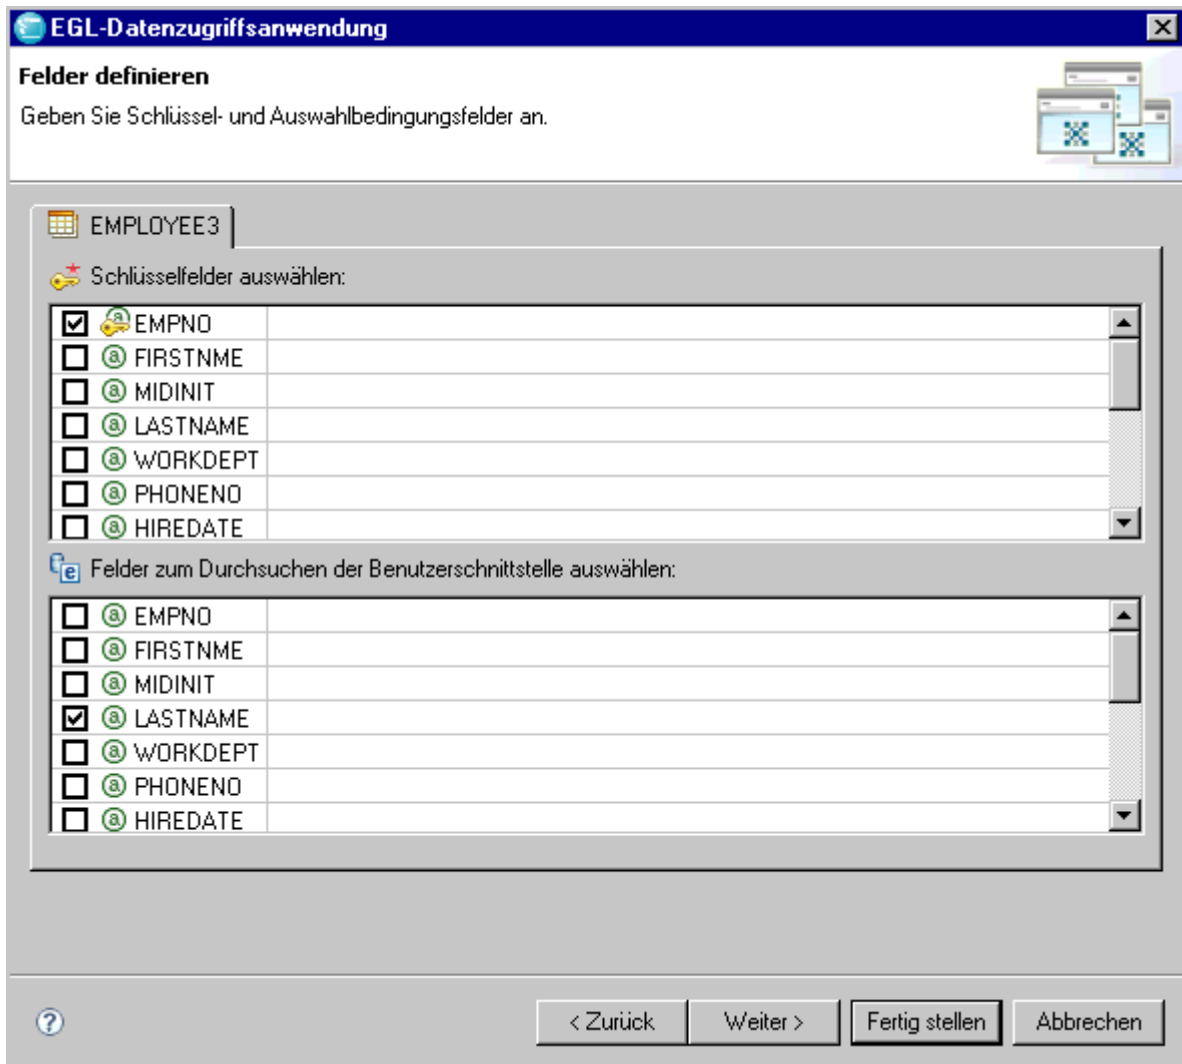 EGL-Datenzugriffsanwendung
Felder definieren
Geben Sie Schlüssel- und Auswahlbedingungsfelder an.
EMPLOYEE3
Schlüsselfelder auswählen:
EMPNO
FIRSTNME
MIDINIT
LASTNAME
WORKDEPT
PHONENO
HIREDATE
Felder zum Durchsuchen der Benutzerschnittstelle auswählen:
EMPNO
FIRSTNME
MIDINIT
LASTNAME
WORKDEPT
PHONENO
HIREDATE
< Zurück
Weiter >
Fertig stellen
Abbrechen